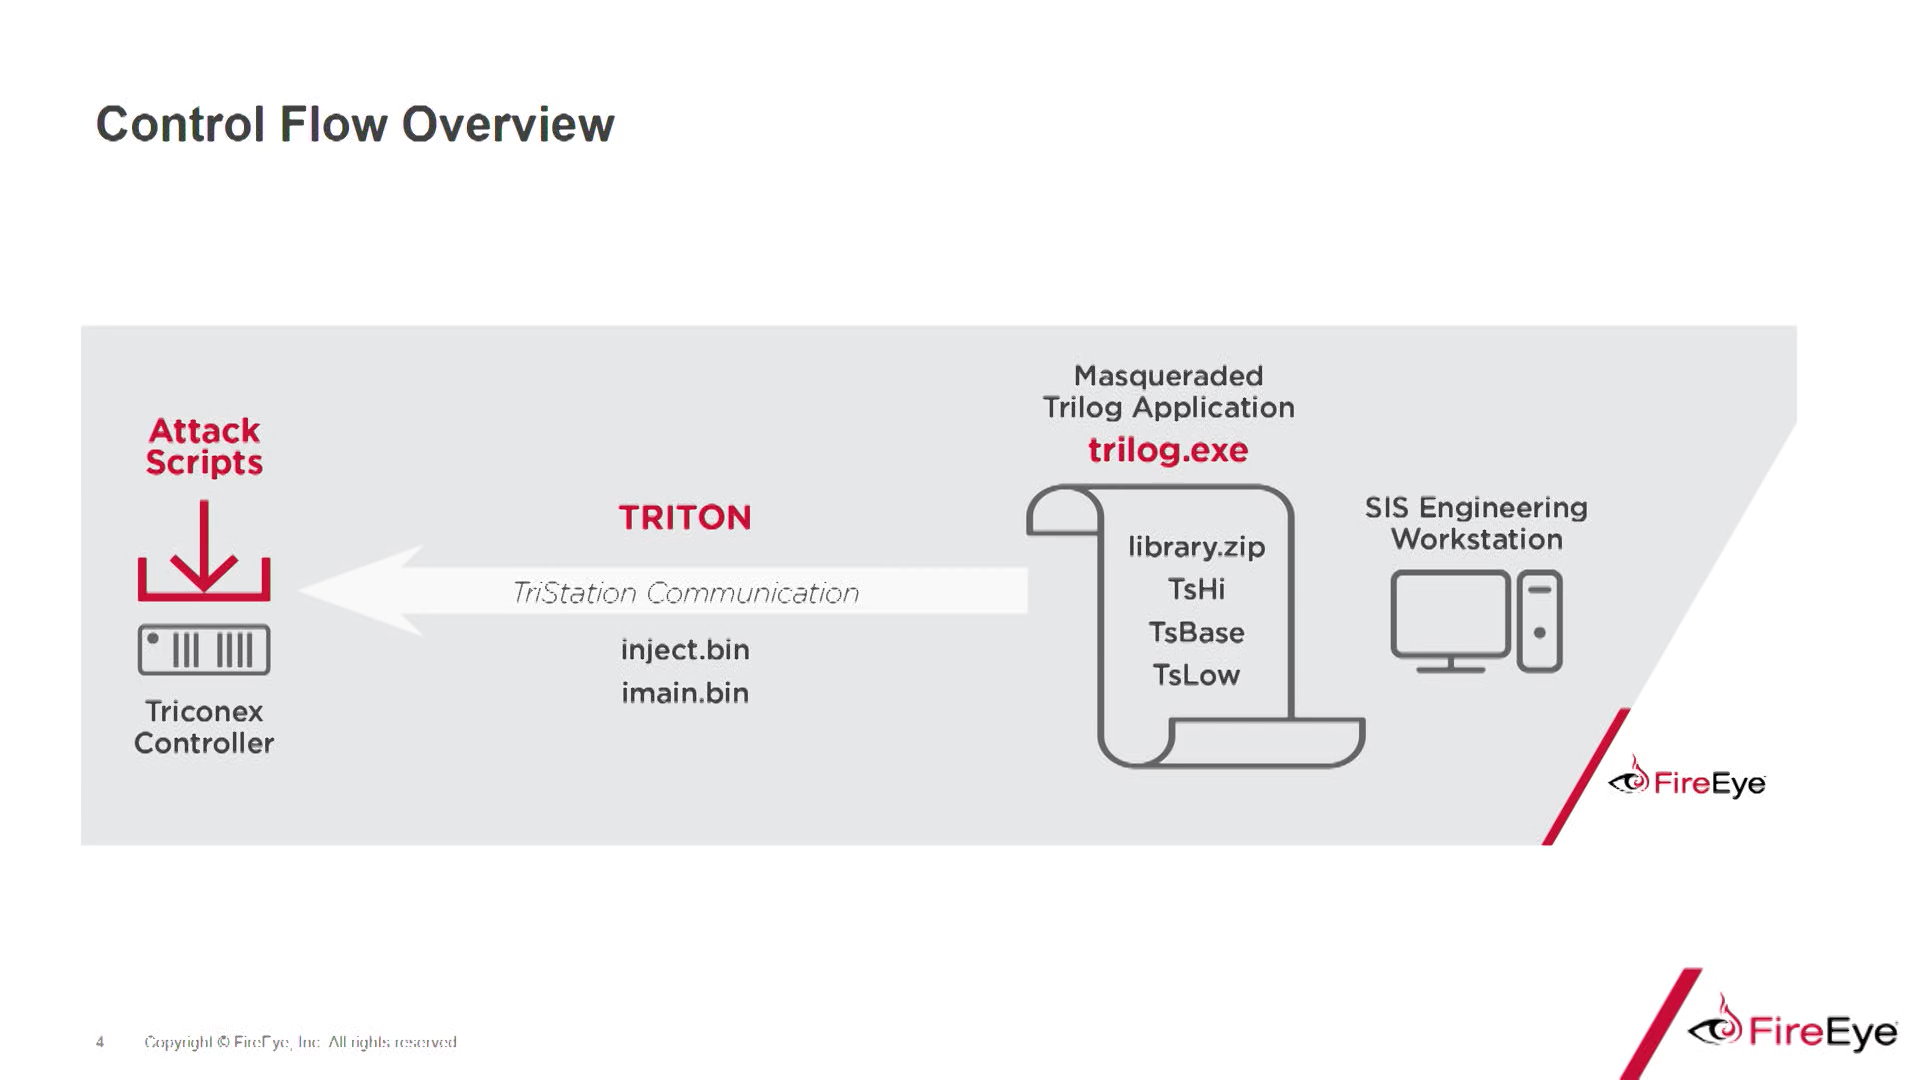 Control Flow Overview
Attack
Scripts
Triconex
Controller
TRITON
TriStation Communication
inject.bin
imain.bin
Masqueraded
Trilog Application
trilog.exe
library.zip
TsHi
TsBase
TsLow
SIS Engineering
Workstation
FireEye
4 Copyright © FireEye, Inc. All rights reserved
FireEye